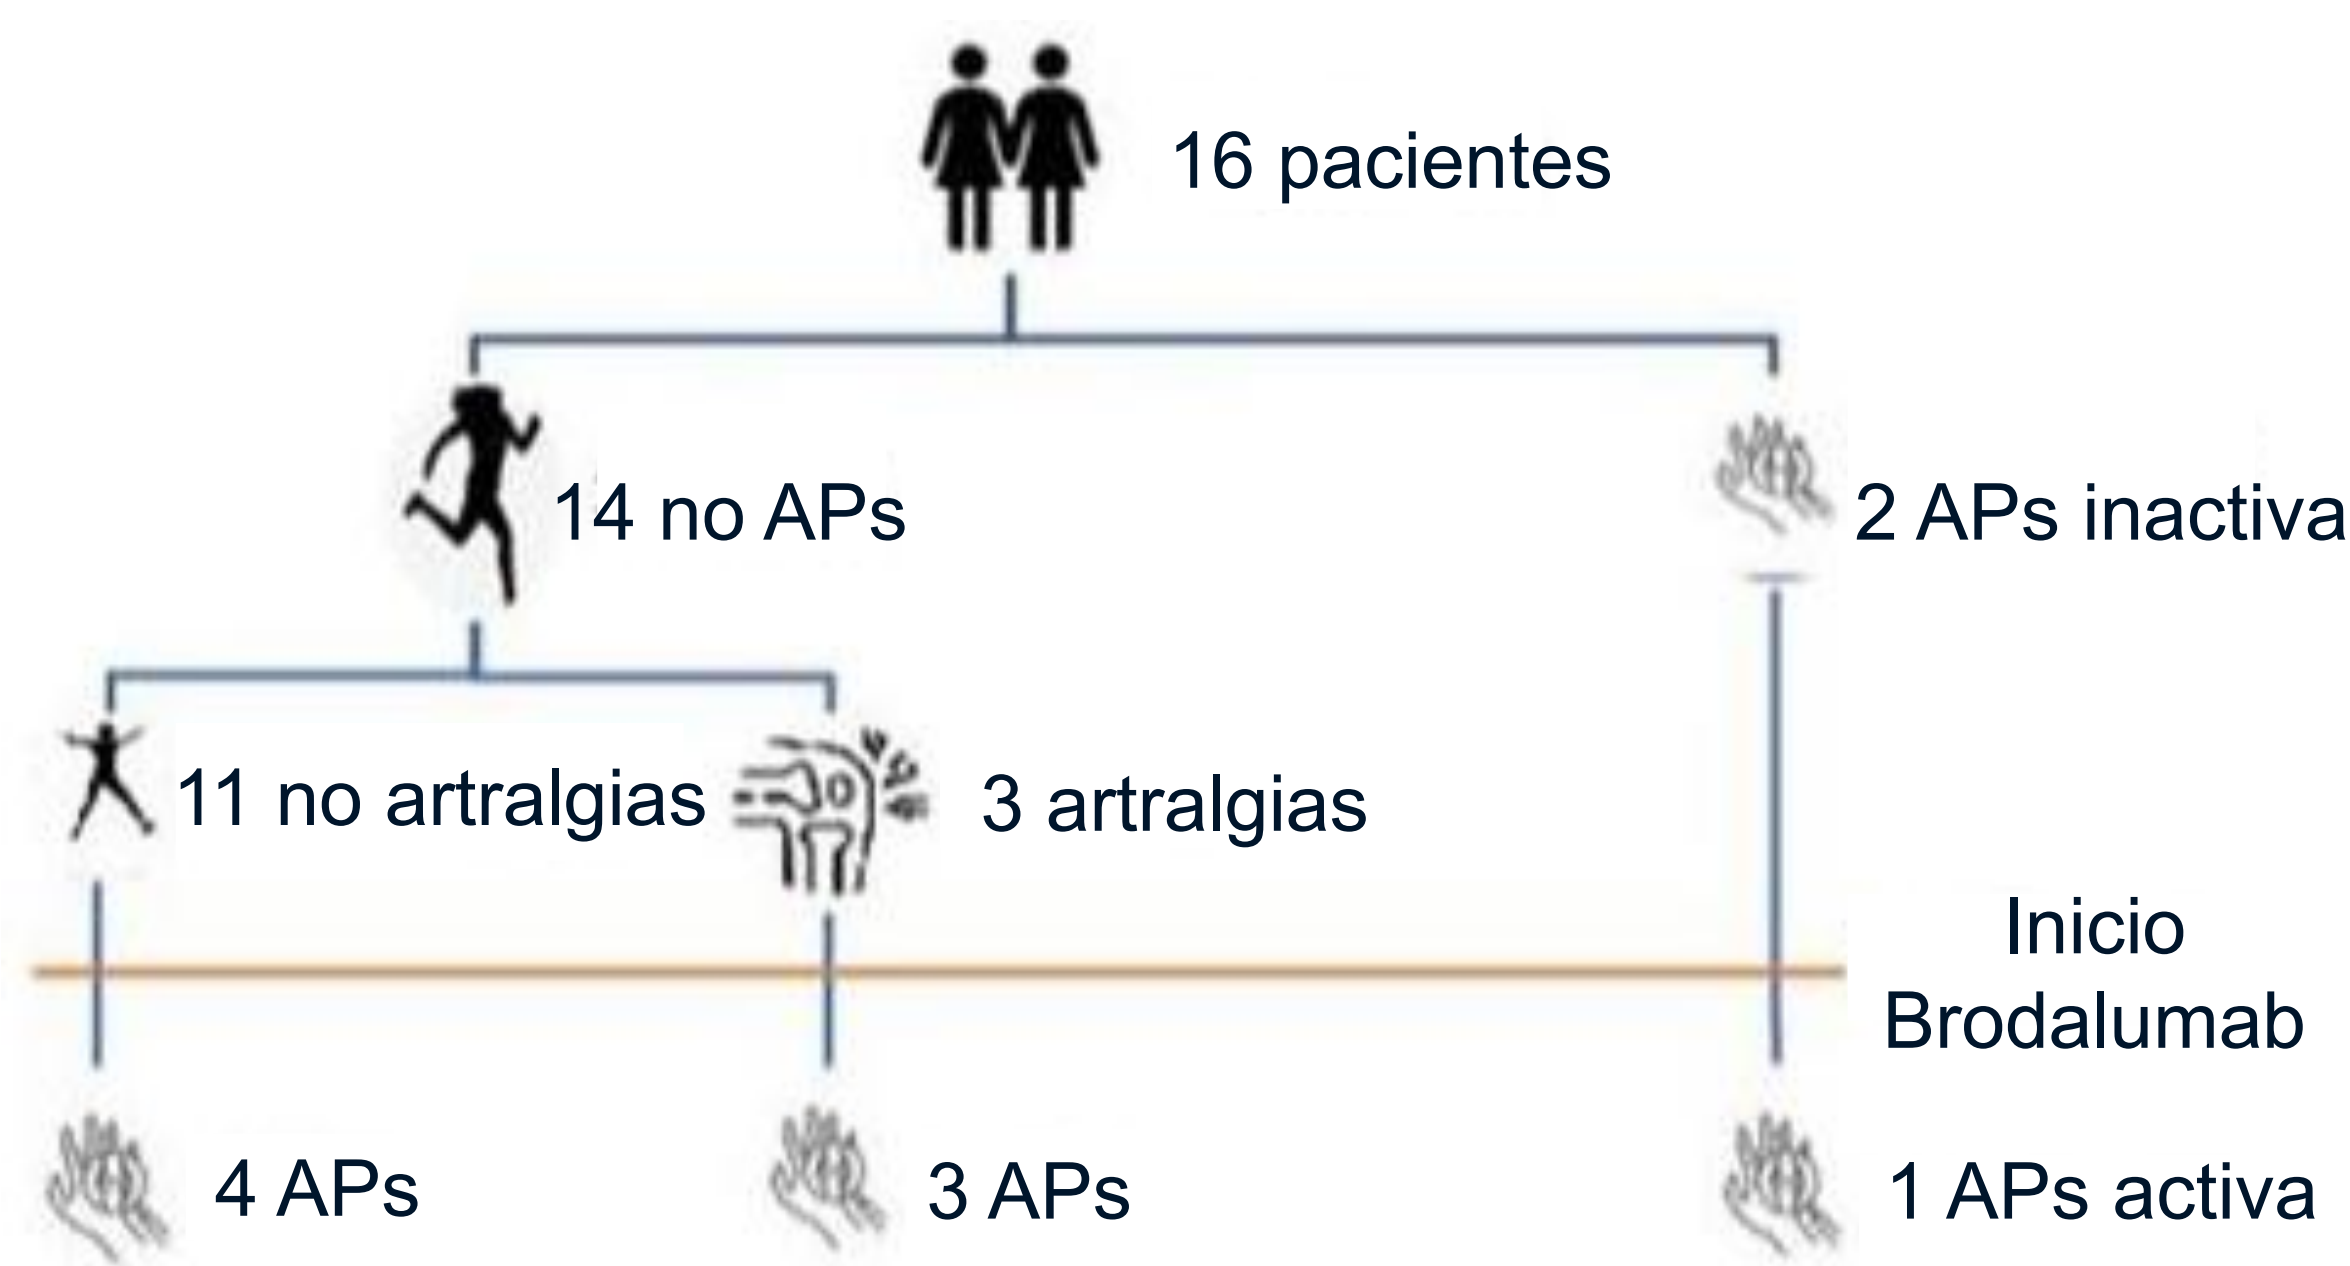 16 pacientes
14 no APs
2 APs inactiva
11 no artralgias
3 artralgias
Inicio
Brodalumab
4 APs
3 APs
1 APs activa